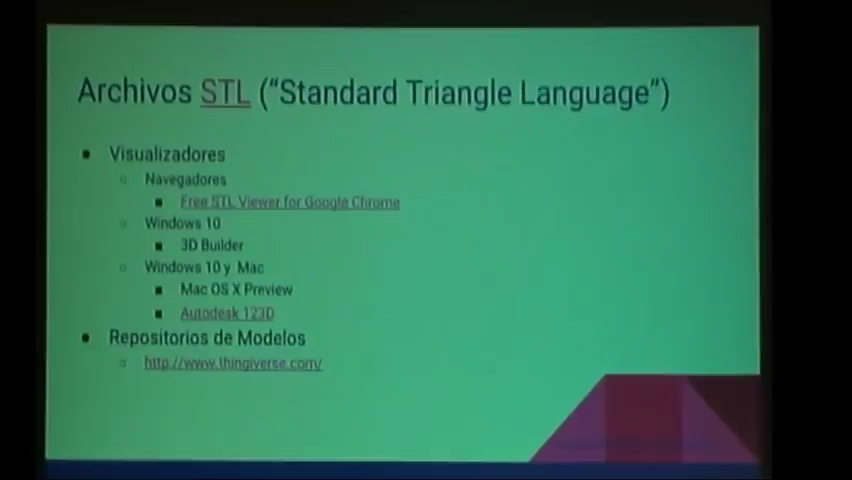 Archivos STL (“Standard Triangle Language”)
● Visualizadores
○ Navegadores
■ Free STL Viewer for Google Chrome
○ Windows 10
■ 3D Builder
○ Windows 10 y Mac
■ Mac OS X Preview
■ Autodesk 123D
● Repositorios de Modelos
○ http://www.thingiverse.com/